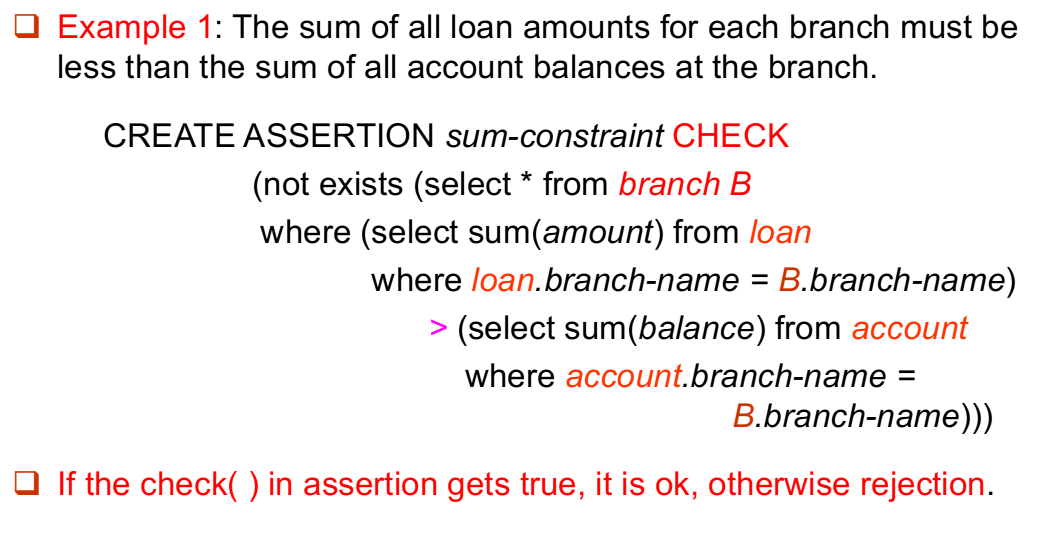 Example 1: The sum of all loan amounts for each branch must be
less than the sum of all account balances at the branch.
CREATE ASSERTION sum-constraint CHECK
(not exists (select * from branch B
where (select sum(amount) from loan
where loan.branch-name = B.branch-name)
> (select sum(balance) from account
where account.branch-name =
B.branch-name)))
If the check( ) in assertion gets true, it is ok, otherwise rejection.